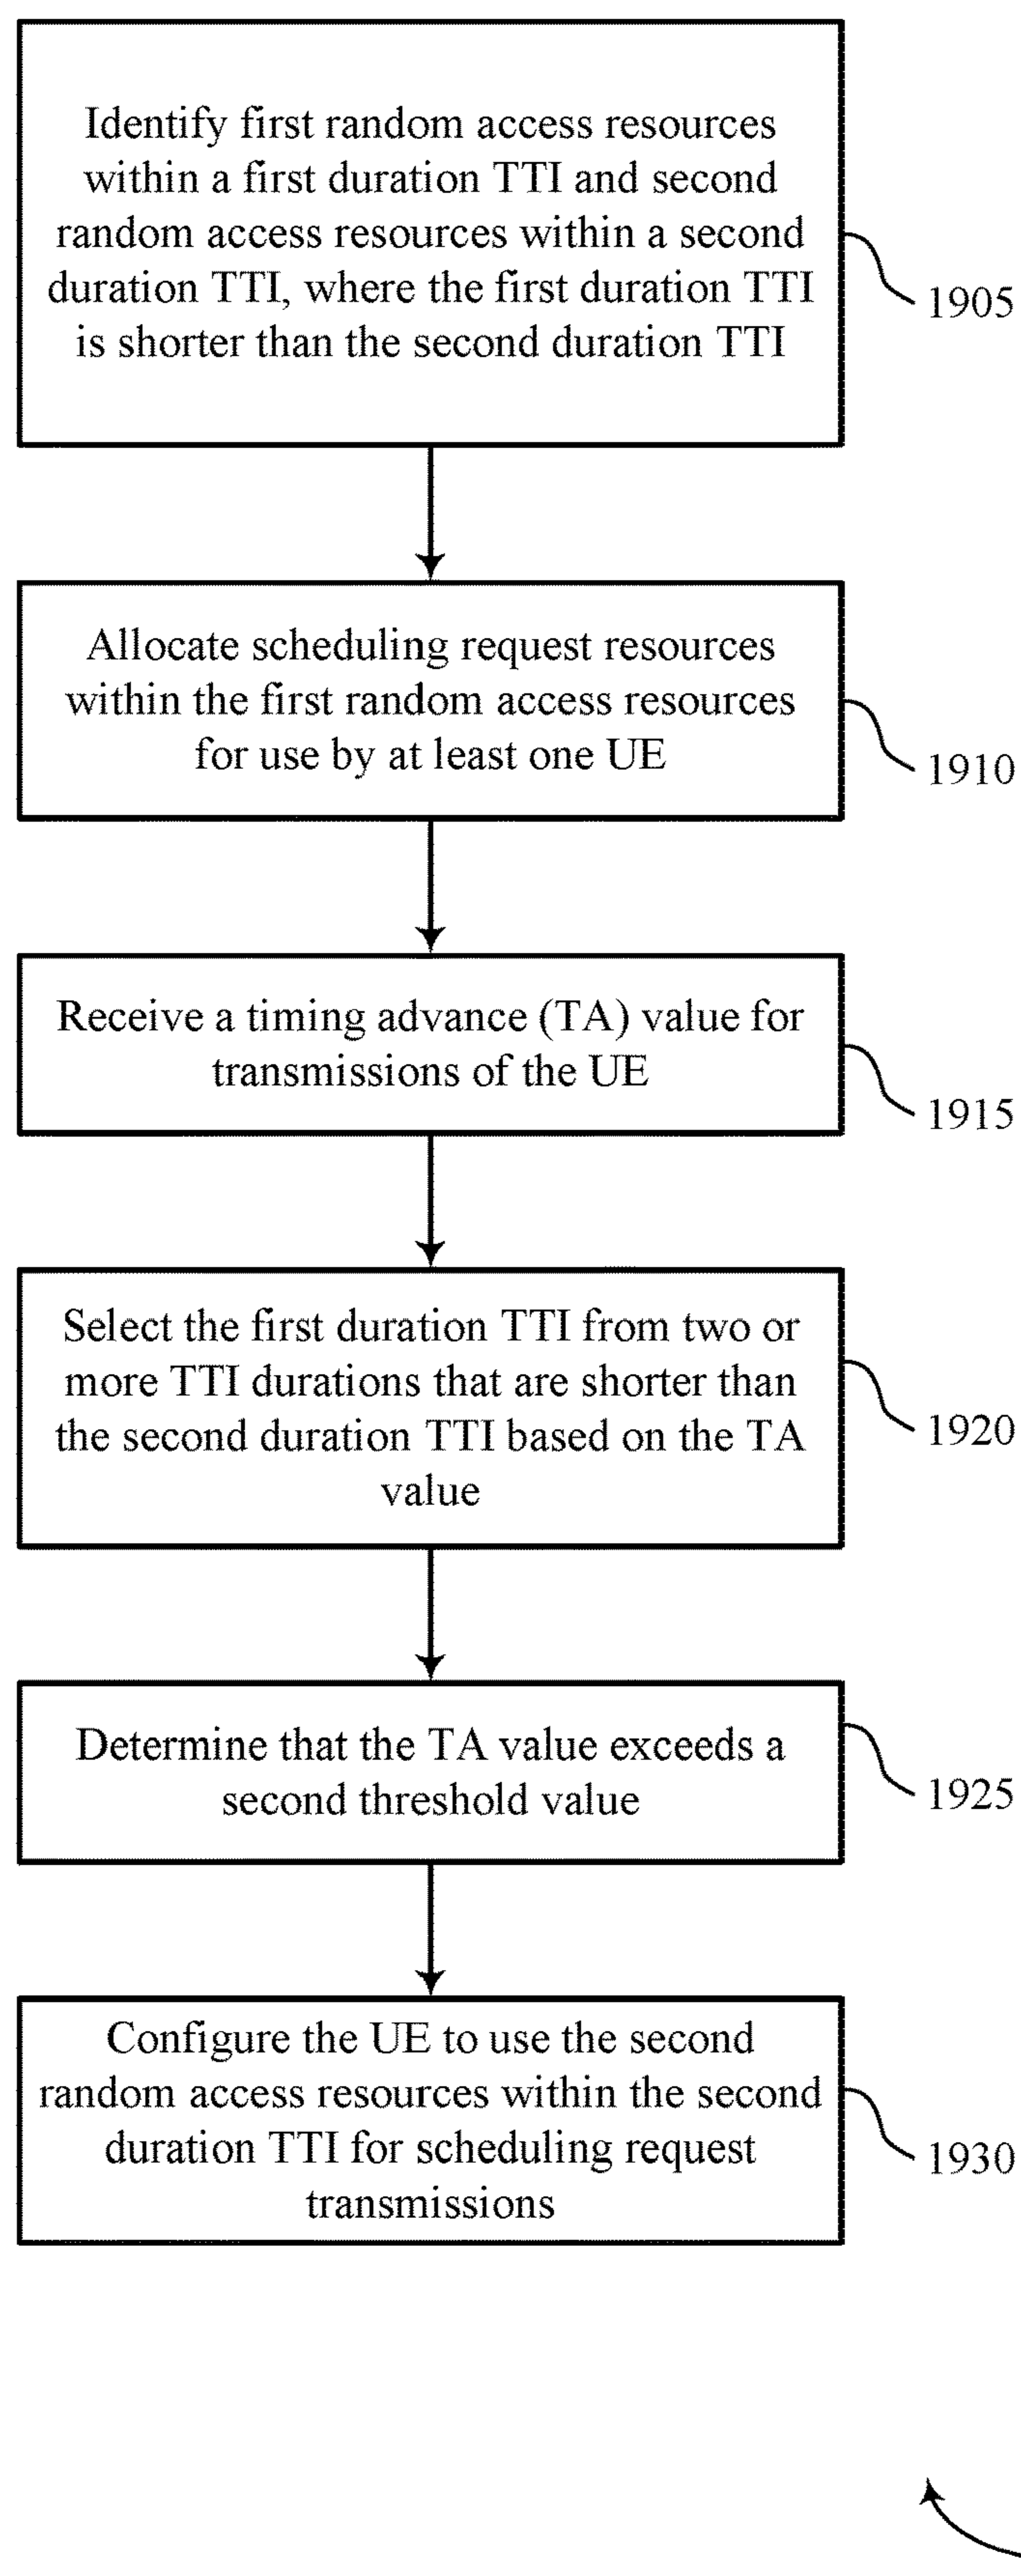 Identify first random access resources
within a first duration TTI and second
random access resources within a second
duration TTI, where the first duration TTI
is shorter than the second duration TTI
1905
Allocate scheduling request resources
within the first random access resources
for use by at least one UE
1910
Receive a timing advance (TA) value for
transmissions of the UE
1915
Select the first duration TTI from two or
more TTI durations that are shorter than
the second duration TTI based on the TA
value
1920
Determine that the TA value exceeds a
second threshold value
1925
Configure the UE to use the second
random access resources within the second
duration TTI for scheduling request
transmissions
1930